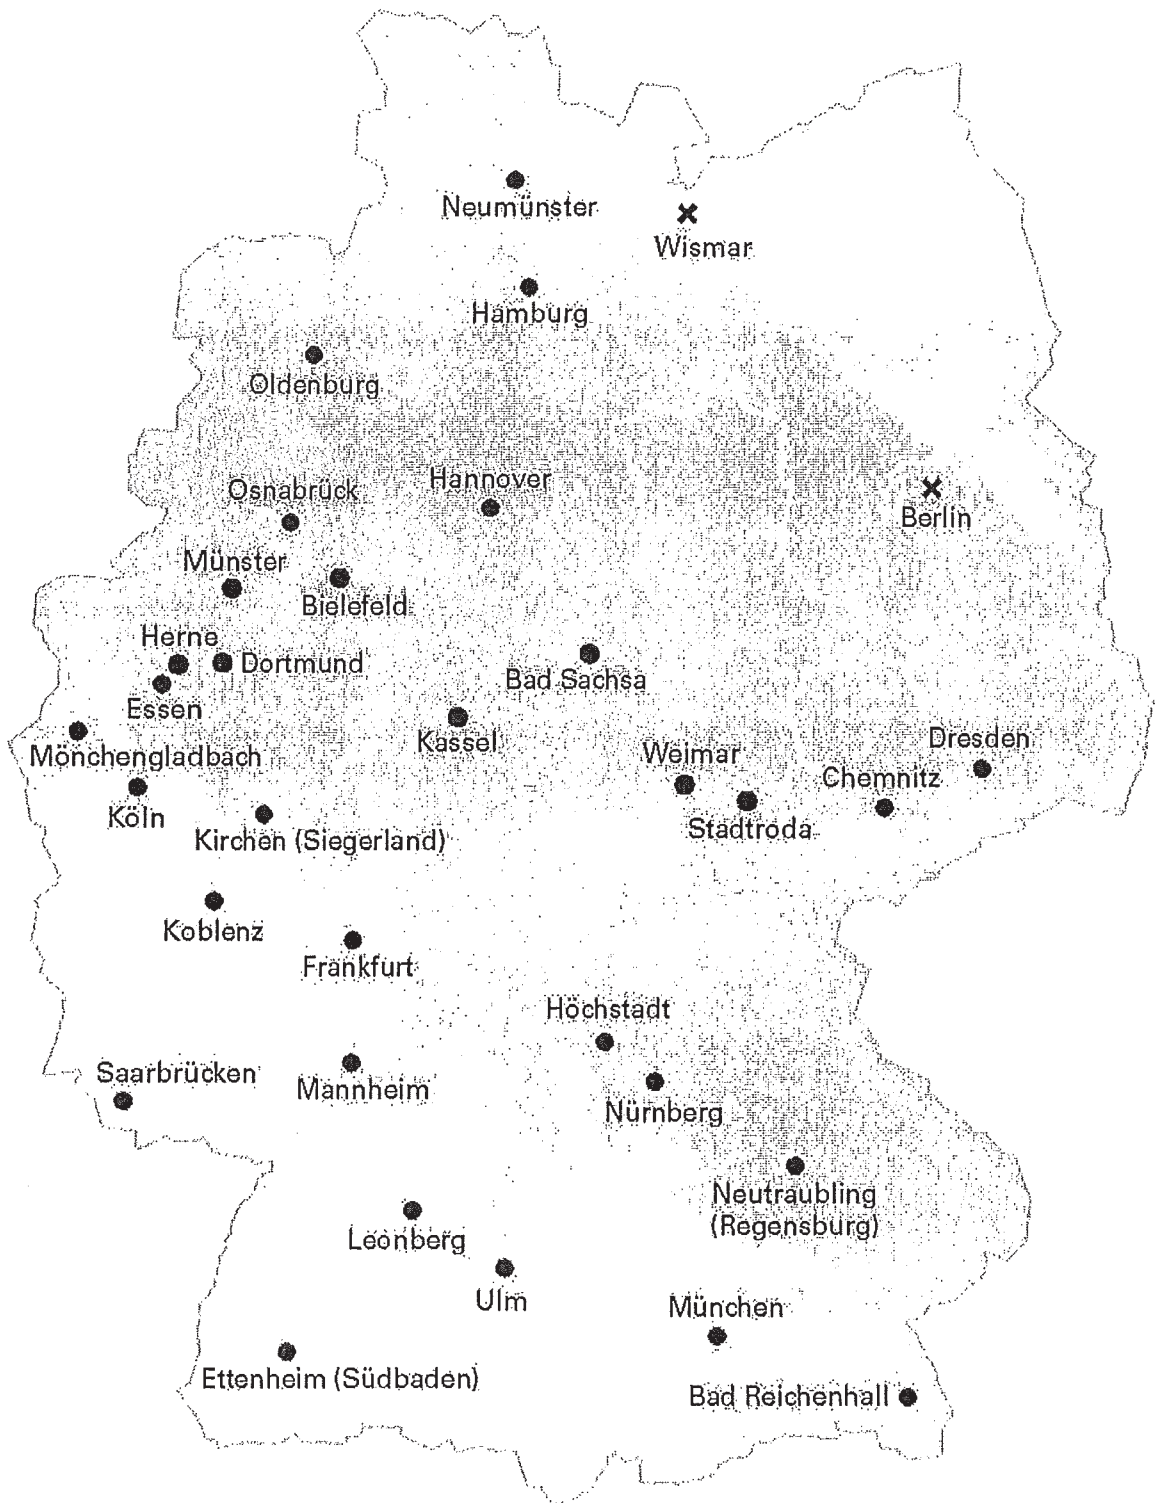 Neumünster
Wismar
Hamburg
Oldenburg
Hannover
Osnabrück
Berlin
Münster
Bielefeld
Herne
Dortmund
Bad Sachsa
Essen
Kassel
Dresden
Weimar
Mönchengladbach
Chemnitz
Köln
Stadtroda
Kirchen (Siegerland)
Koblenz
Frankfurt
Höchstadt
Saarbrücken
Mannheim
Nürnberg
Neutraubling
(Regensburg)
Leonberg
Ulm
München
Ettenheim (Südbaden)
Bad Reichenhall